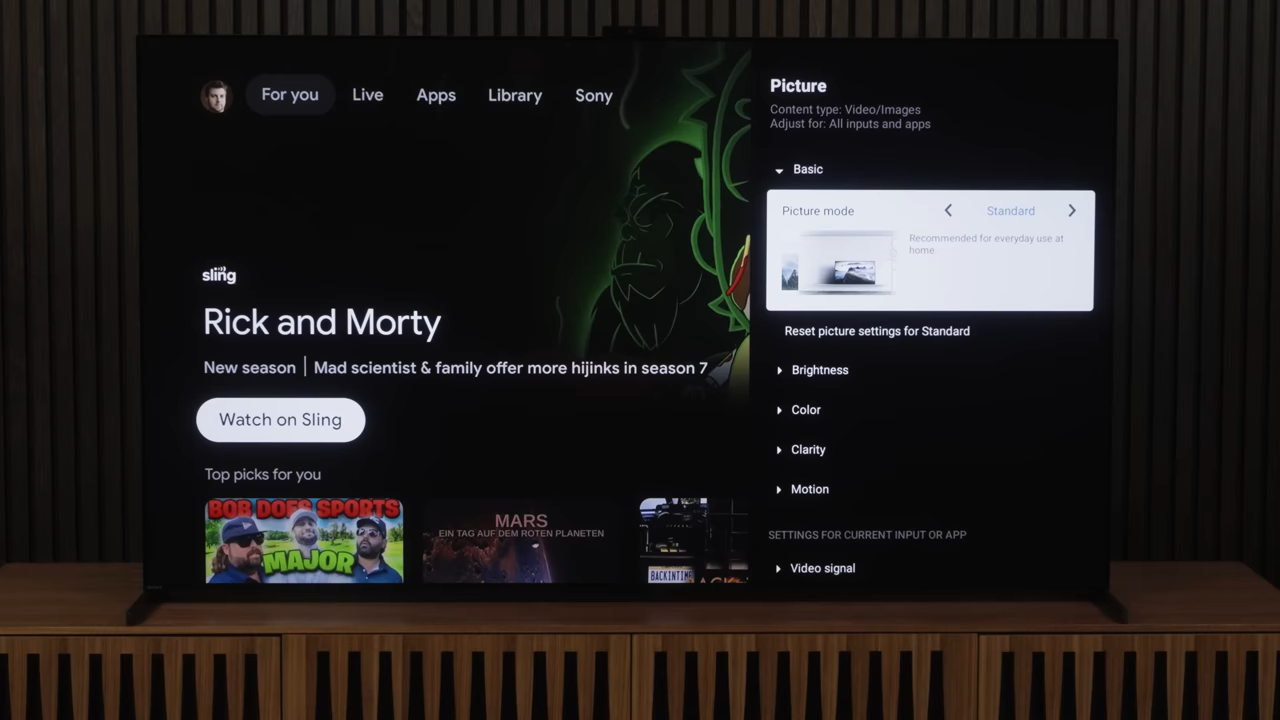 For you
Live
Apps
Library
Sony
sling
Rick and Morty
New season | Mad scientist & family offer more hijinks in season 7
Watch on Sling
Top picks for you
BOB DOES SPORTS
MAJOR
MARS
EIN TAG AUF DEM ROTEN PLANETEN
BACKINTIME
Picture
Content type: Video/Images
Adjust for: All inputs and apps
Basic
Picture mode
Standard
Recommended for everyday use at
home
Reset picture settings for Standard
Brightness
Color
Clarity
Motion
SETTINGS FOR CURRENT INPUT OR APP
Video signal